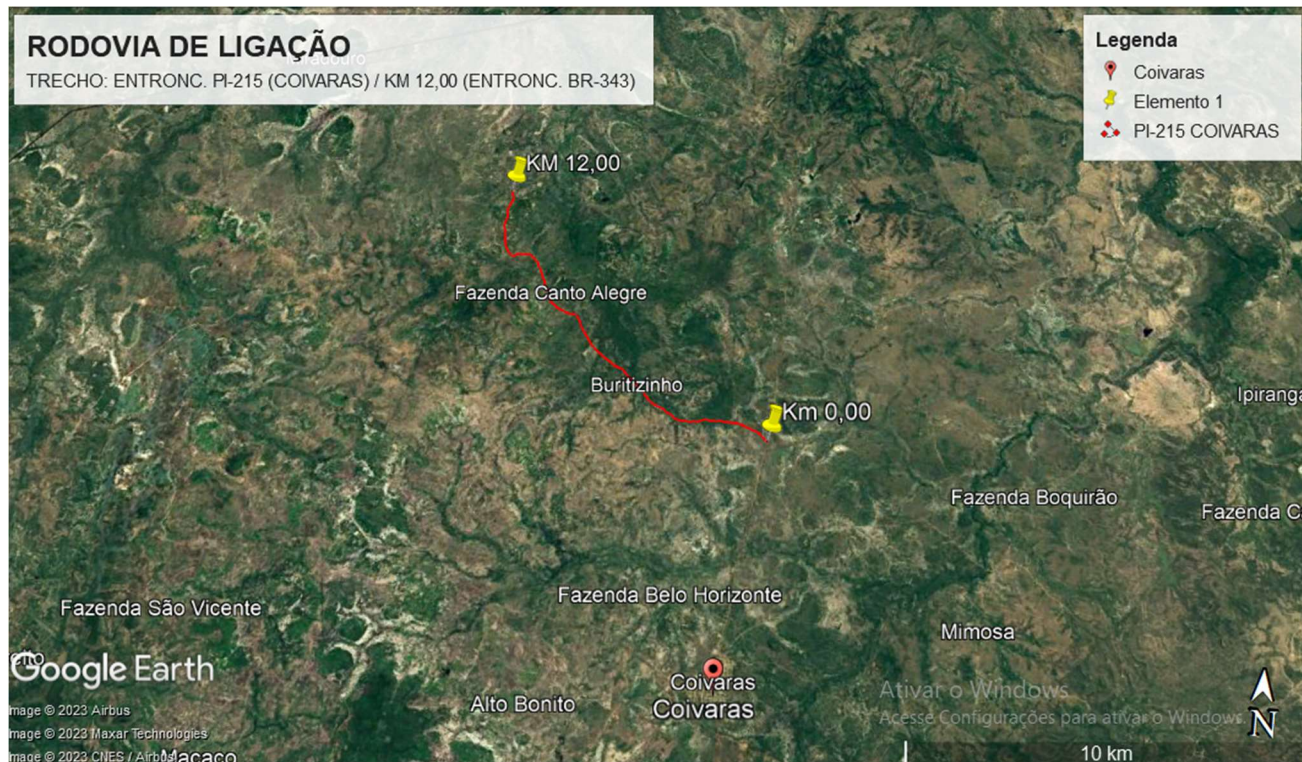 RODOVIA DE LIGAÇÃO
TRECHO: ENTRONC. PI-215 (COIVARAS) / KM 12,00 (ENTRONC. BR-343)
Legenda
Coivaras
Elemento 1
PI-215 COIVARAS
KM 12,00
Fazenda Canto Alegre
Buritizinho
Km 0,00
Ipiranga
Fazenda Boquirão
Fazenda C
Fazenda Belo Horizonte
Fazenda São Vicente
Mimosa
Google Earth
Coivaras
Coivaras
Alto Bonito
Ativar o Windows
Acesse Configurações para ativar o Windows.
N
Image © 2023 Airbus
Image © 2023 Maxar Technologies
Image © 2023 CNES / Airbus
Macaco
10 km